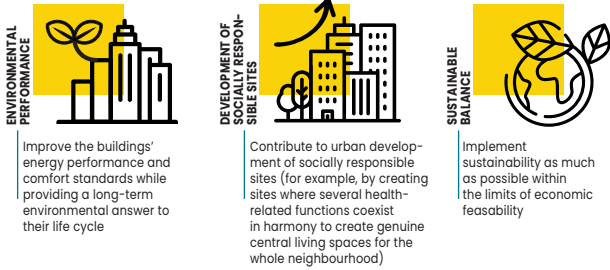 ENVIRONMENTAL
PERFORMANCE
Improve the buildings’
energy performance and
comfort standards while
providing a long-term
environmental answer to
their life cycle
DEVELOPMENT OF
SOCIALLY RESPON-
SIBLE SITES
Contribute to urban develop-
ment of socially responsible
sites (for example, by creating
sites where several health-
related functions coexist
in harmony to create genuine
central living spaces for the
whole neighbourhood)
SUSTAINABLE
BALANCE
Implement
sustainability as much
as possible within
the limits of economic
feasability